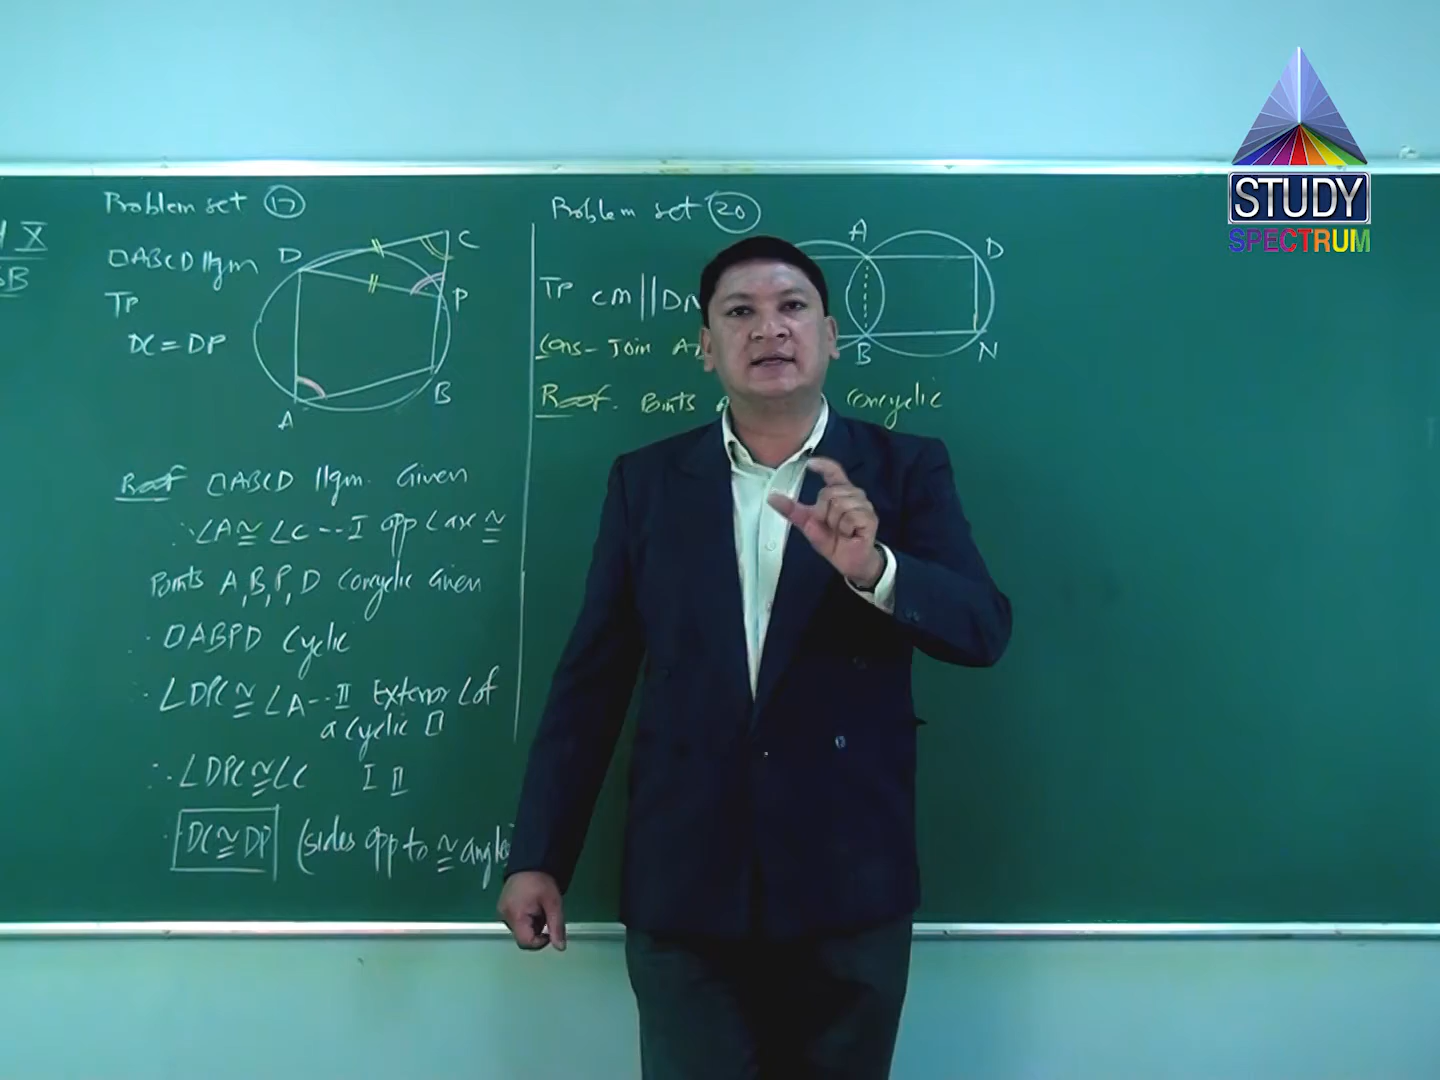 X
Problem set 17
□ABCD ||gm
TP
DC = DP
D
C
P
B
A
Proof □ABCD ||gm. Given
∴ ∠A ≅ ∠C --- I opp ∠ are ≅
Points A, B, P, D Concyclic Given
∴ □ABPD Cyclic
∴ ∠DPC ≅ ∠A --- II Exterior ∠ of
a cyclic □
∴ ∠DPC ≅ ∠C I II
∴ DC ≅ DP (sides opp to ≅ angles
Problem set 20
TP CM||DN
Cons - Join
A
D
B
N
Proof. Points A concyclic
STUDY
SPECTRUM